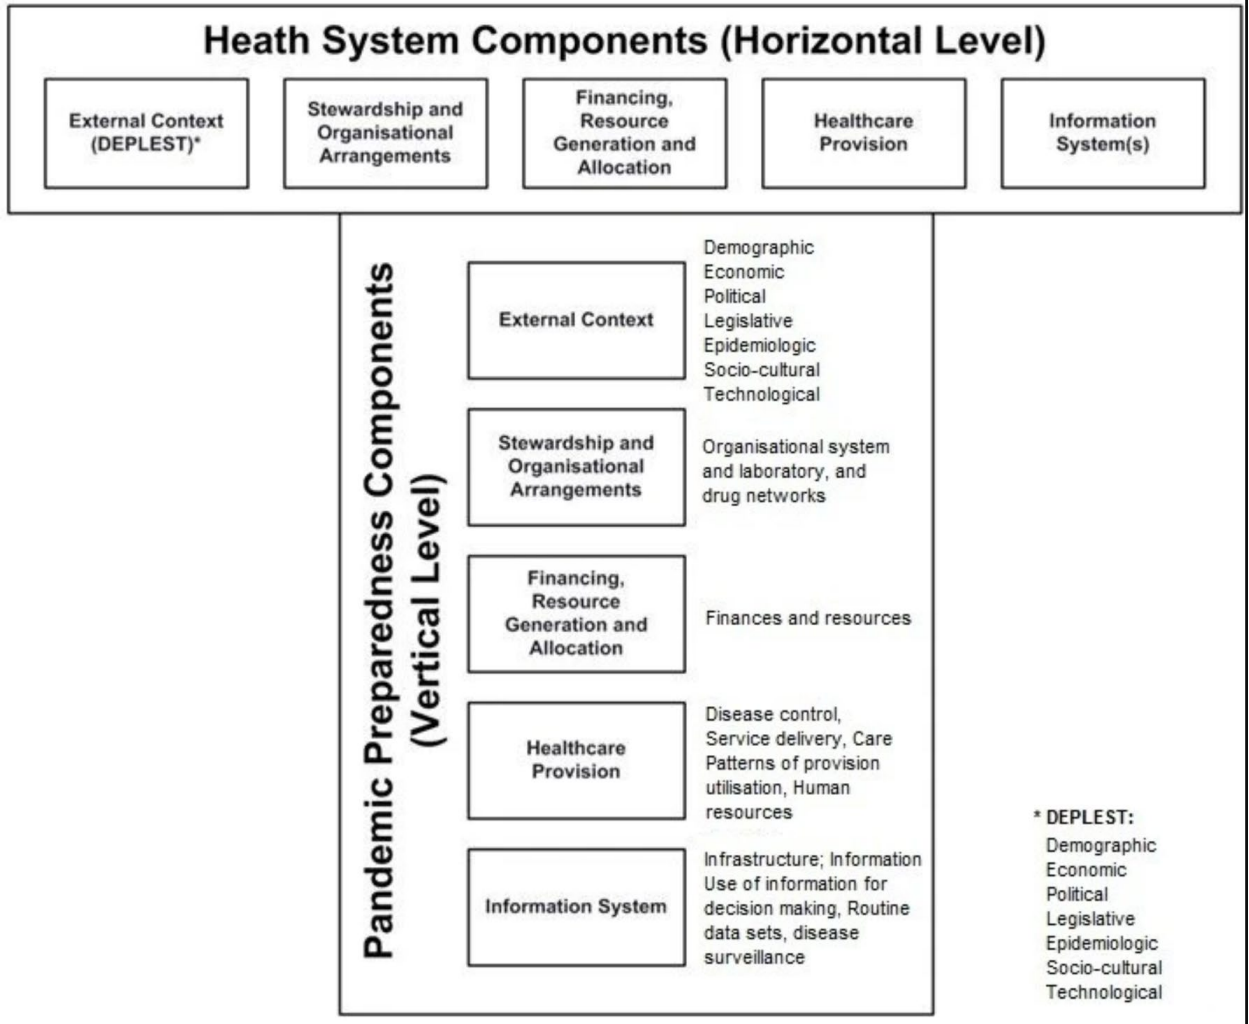 Heath System Components (Horizontal Level)
External Context
(DEPLEST)*
Stewardship and
Organisational
Arrangements
Financing,
Resource
Generation and
Allocation
Healthcare
Provision
Information
System(s)
Pandemic Preparedness Components
(Vertical Level)
External Context
Demographic
Economic
Political
Legislative
Epidemiologic
Socio-cultural
Technological
Stewardship and
Organisational
Arrangements
Organisational system
and laboratory, and
drug networks
Financing,
Resource
Generation and
Allocation
Finances and resources
Healthcare
Provision
Disease control,
Service delivery, Care
Patterns of provision
utilisation, Human
resources
Information System
Infrastructure; Information
Use of information for
decision making, Routine
data sets, disease
surveillance
* DEPLEST:
Demographic
Economic
Political
Legislative
Epidemiologic
Socio-cultural
Technological